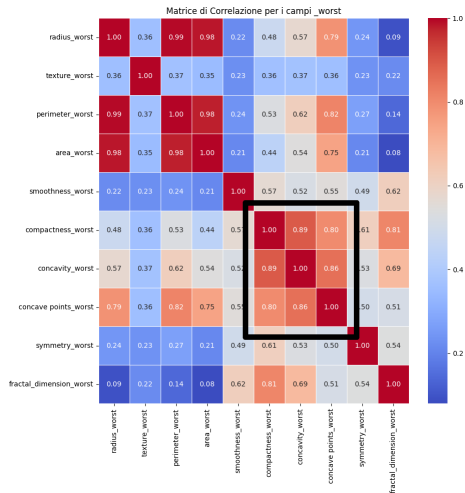 Matrice di Correlazione per i campi _worst
radius_worst 1.00 0.36 0.99 0.98 0.22 0.48 0.57 0.79 0.24 0.09
texture_worst 0.36 1.00 0.37 0.35 0.23 0.36 0.37 0.36 0.23 0.22
perimeter_worst 0.99 0.37 1.00 0.98 0.24 0.53 0.62 0.82 0.27 0.14
area_worst 0.98 0.35 0.98 1.00 0.21 0.44 0.54 0.75 0.21 0.08
smoothness_worst 0.22 0.23 0.24 0.21 1.00 0.57 0.52 0.55 0.49 0.62
compactness_worst 0.48 0.36 0.53 0.44 1.00 0.89 0.80 0.61 0.81
concavity_worst 0.57 0.37 0.62 0.54 0.89 1.00 0.86 0.53 0.69
concave points_worst 0.79 0.36 0.82 0.75 0.80 0.86 1.00 0.50 0.51
symmetry_worst 0.24 0.23 0.27 0.21 0.49 0.61 0.53 0.50 1.00 0.54
fractal_dimension_worst 0.09 0.22 0.14 0.08 0.62 0.81 0.69 0.51 0.54 1.00
radius_worst
texture_worst
perimeter_worst
area_worst
smoothness_worst
compactness_worst
concavity_worst
concave points_worst
symmetry_worst
fractal_dimension_worst
1.0
0.8
0.6
0.4
0.2